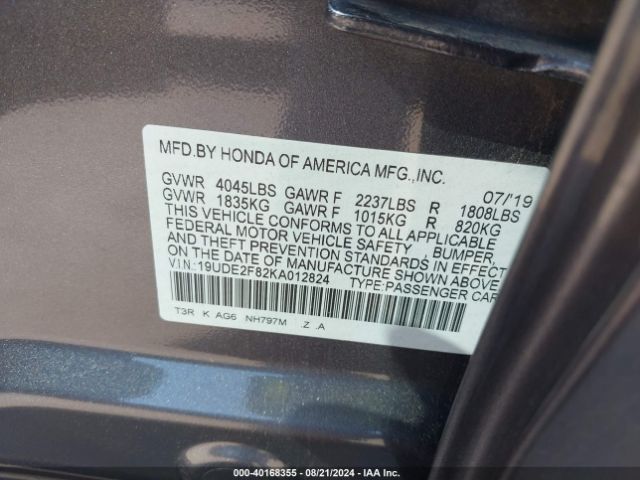 MFD.BY HONDA OF AMERICA MFG.,INC.
07/'19
GVWR 4045LBS GAWR F 2237LBS R 1808LBS
GVWR 1835KG GAWR F 1015KG R 820KG
THIS VEHICLE CONFORMS TO ALL APPLICABLE
FEDERAL MOTOR VEHICLE SAFETY , BUMPER,
AND THEFT PREVENTION STANDARDS IN EFFECT
ON THE DATE OF MANUFACTURE SHOWN ABOVE.
VIN:19UDE2F82KA012824 TYPE:PASSENGER CAR
T3R K AG6 NH797M .Z .A
000-40168355 | 08/21/2024 | IAA Inc.